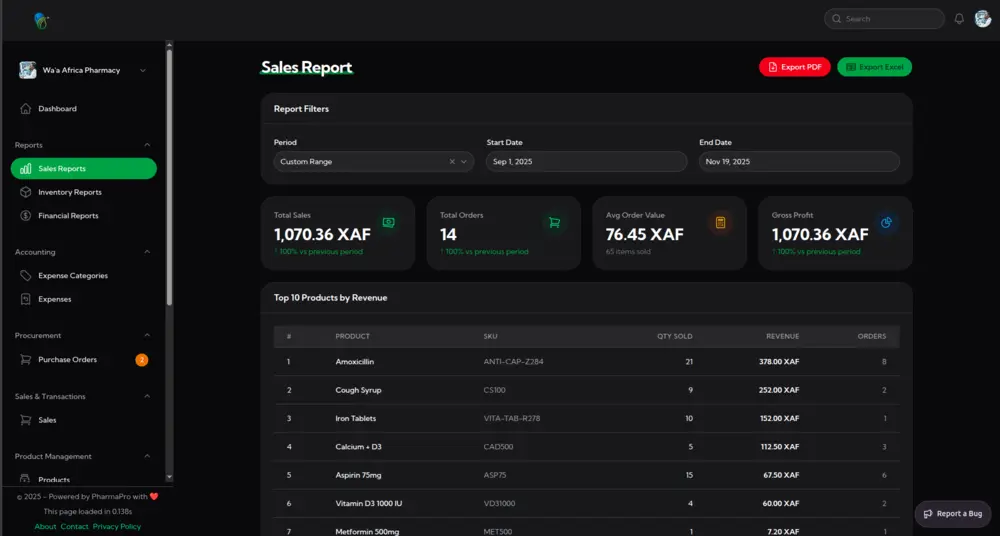 Search
Wa'a Africa Pharmacy
Dashboard
Reports
Sales Reports
Inventory Reports
Financial Reports
Accounting
Expense Categories
Expenses
Procurement
Purchase Orders 2
Sales & Transactions
Sales
Product Management
Products
© 2025 - Powered by PharmaPro with ❤️
This page loaded in 0.138s
About Contact Privacy Policy
Sales Report
Export PDF Export Excel
Report Filters
Period Start Date End Date
Custom Range Sep 1, 2025 Nov 19, 2025
Total Sales Total Orders Avg Order Value Gross Profit
1,070.36 XAF 14 76.45 XAF 1,070.36 XAF
↑ 100% vs previous period ↑ 100% vs previous period 65 items sold ↑ 100% vs previous period
Top 10 Products by Revenue
# PRODUCT SKU QTY SOLD REVENUE ORDERS
1 Amoxicillin ANTI-CAP-Z284 21 378.00 XAF 8
2 Cough Syrup CS100 9 252.00 XAF 2
3 Iron Tablets VITA-TAB-R278 10 152.00 XAF 1
4 Calcium + D3 CAD500 5 112.50 XAF 3
5 Aspirin 75mg ASP75 15 67.50 XAF 6
6 Vitamin D3 1000 IU VD31000 4 60.00 XAF 2
7 Metformin 500mg MET500 1 7.20 XAF 1
Report a Bug